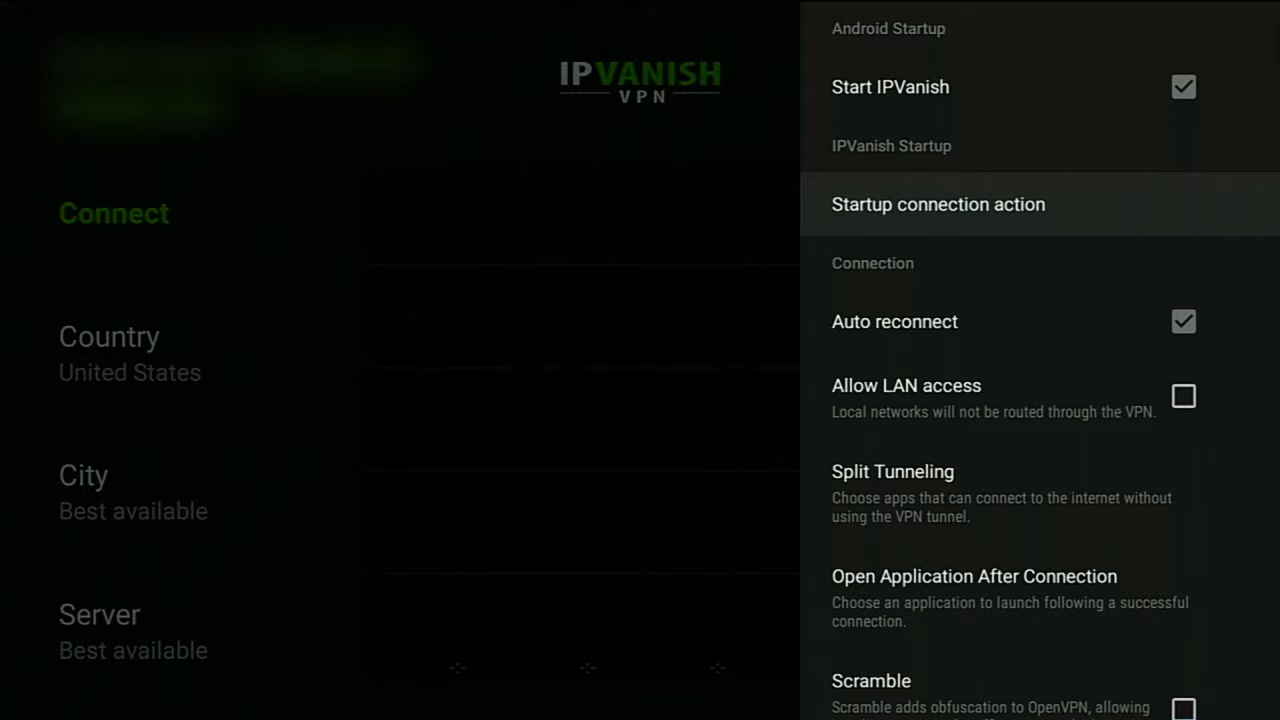 IPVANISH
VPN
Connect
Country
United States
City
Best available
Server
Best available
Android Startup
Start IPVanish
IPVanish Startup
Startup connection action
Connection
Auto reconnect
Allow LAN access
Local networks will not be routed through the VPN.
Split Tunneling
Choose apps that can connect to the internet without
using the VPN tunnel.
Open Application After Connection
Choose an application to launch following a successful
connection.
Scramble
Scramble adds obfuscation to OpenVPN, allowing